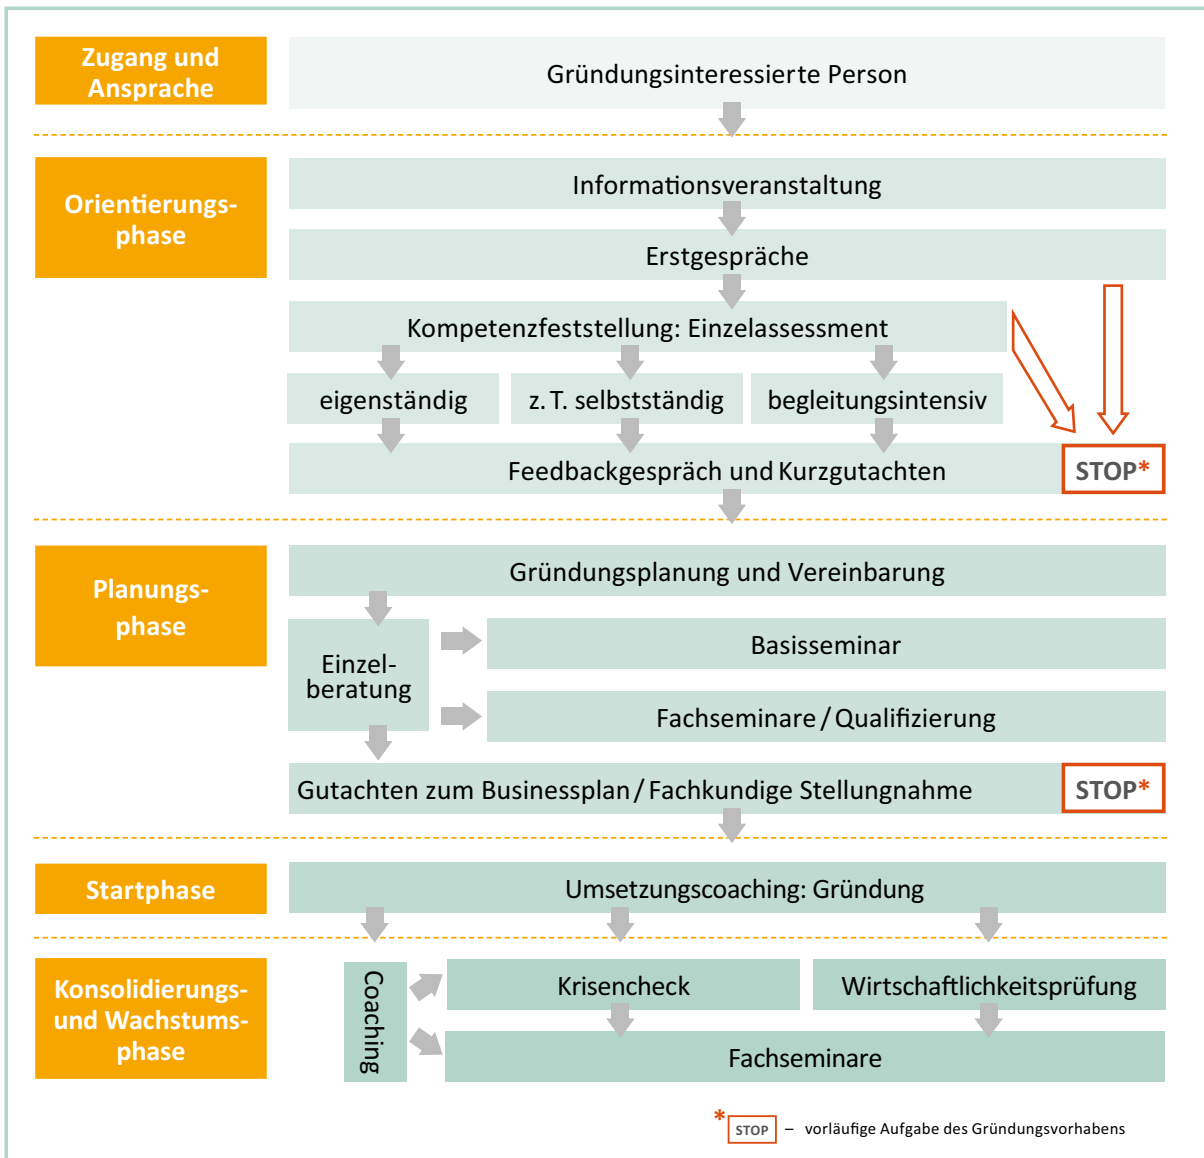 Zugang und
Ansprache
Gründungsinteressierte Person
Orientierungs-
phase
Informationsveranstaltung
Erstgespräche
Kompetenzfeststellung: Einzelassessment
eigenständig
z. T. selbstständig
begleitungsintensiv
Feedbackgespräch und Kurzgutachten
STOP*
Planungs-
phase
Gründungsplanung und Vereinbarung
Einzel-
beratung
Basisseminar
Fachseminare / Qualifizierung
Gutachten zum Businessplan / Fachkundige Stellungnahme
STOP*
Startphase
Umsetzungscoaching: Gründung
Konsolidierungs-
und Wachstums-
phase
Coaching
Krisencheck
Wirtschaftlichkeitsprüfung
Fachseminare
* STOP – vorläufige Aufgabe des Gründungsvorhabens